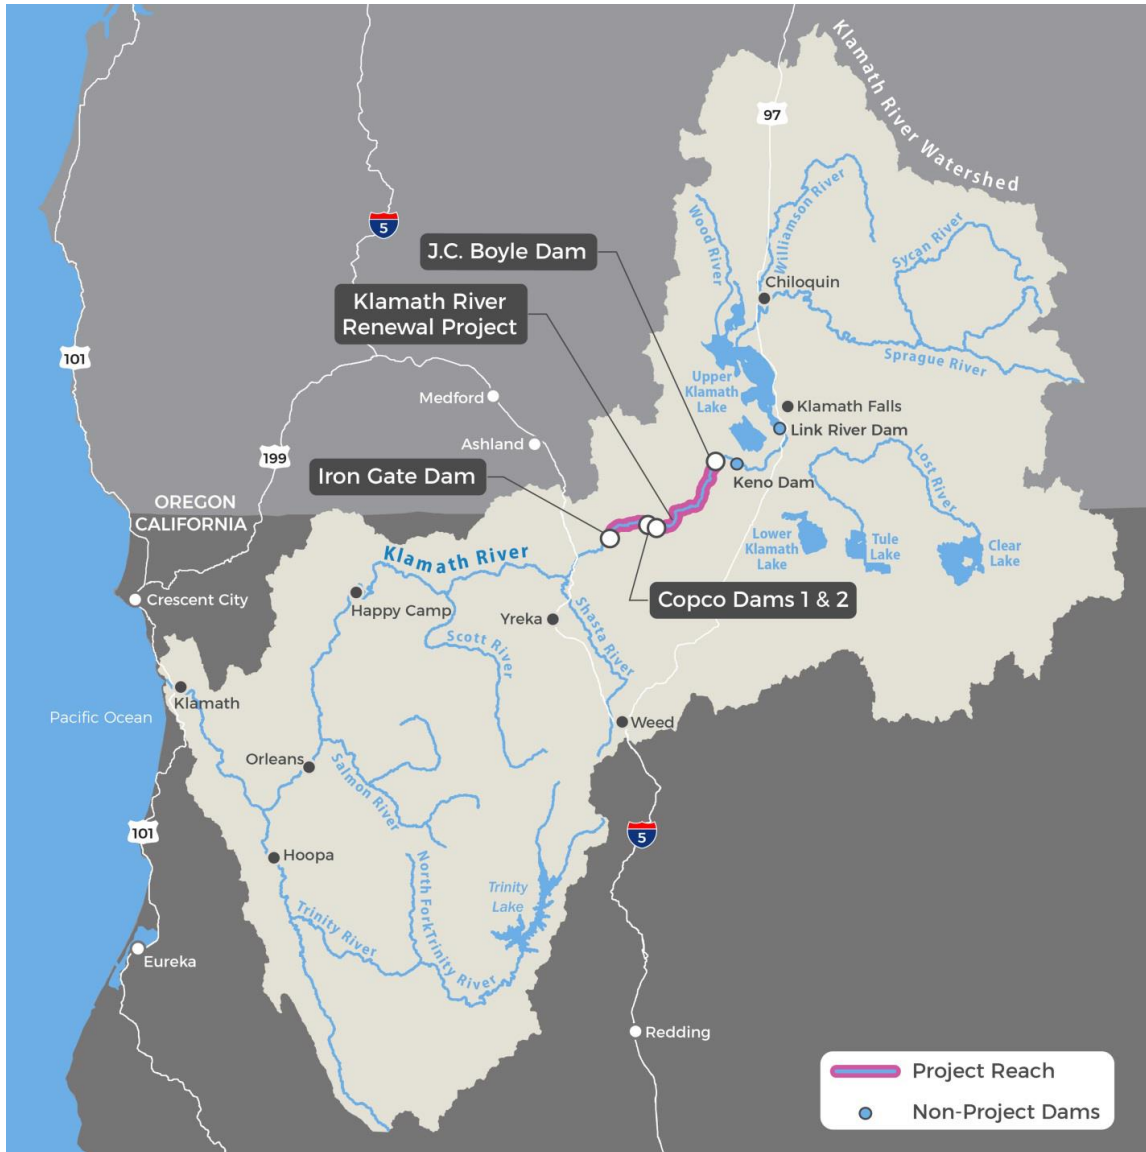 Klamath River Watershed
97
5
Wood River
Williamson River
Sycan River
J.C. Boyle Dam
Chiloquin
Klamath River
Renewal Project
101
Sprague River
Upper
Klamath
Lake
Medford
Klamath Falls
Link River Dam
Ashland
199
Iron Gate Dam
Keno Dam
Lost River
OREGON
CALIFORNIA
Lower
Klamath
Lake
Tule
Lake
Clear
Lake
Klamath River
Crescent City
Happy Camp
Copco Dams 1 & 2
Yreka
Shasta River
Scott River
Klamath
Pacific Ocean
Weed
Orleans
Salmon River
101
5
Hoopa
North Fork Trinity River
Trinity
Lake
Trinity River
Eureka
Redding
Project Reach
Non-Project Dams